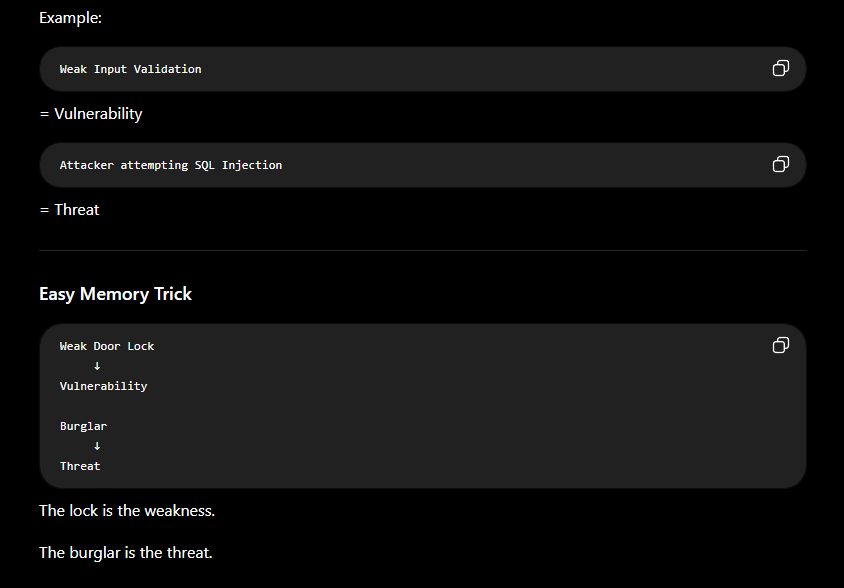 Example:
Weak Input Validation
= Vulnerability
Attacker attempting SQL Injection
= Threat
Easy Memory Trick
Weak Door Lock
↓
Vulnerability
Burglar
↓
Threat
The lock is the weakness.
The burglar is the threat.